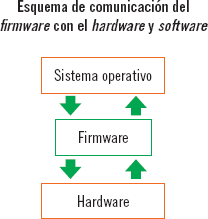 Esquema de comunicación del
firmware con el hardware y software
Sistema operativo
Firmware
Hardware